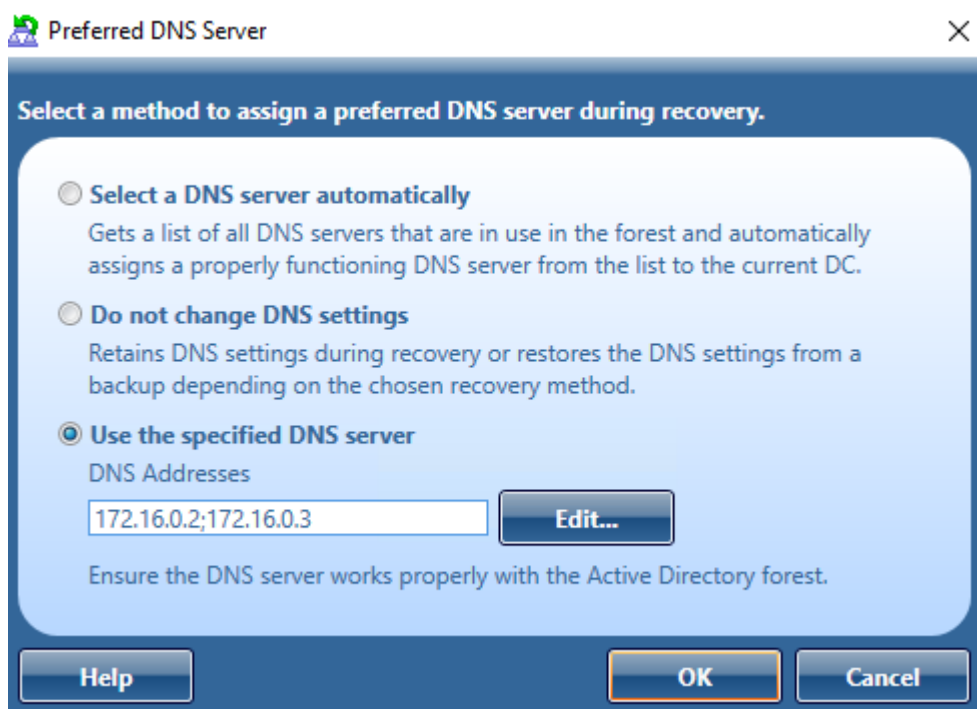 Preferred DNS Server
Select a method to assign a preferred DNS server during recovery.
Select a DNS server automatically
Gets a list of all DNS servers that are in use in the forest and automatically
assigns a properly functioning DNS server from the list to the current DC.
Do not change DNS settings
Retains DNS settings during recovery or restores the DNS settings from a
backup depending on the chosen recovery method.
Use the specified DNS server
DNS Addresses
172.16.0.2;172.16.0.3
Edit...
Ensure the DNS server works properly with the Active Directory forest.
Help
OK
Cancel